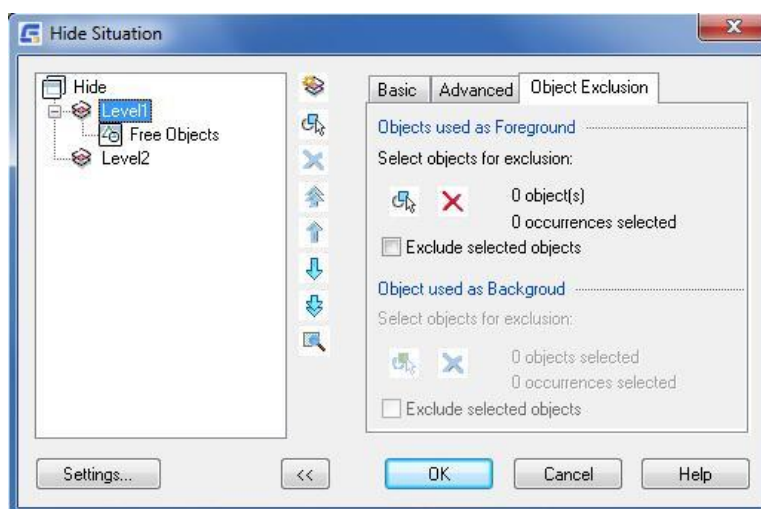 Hide Situation
Hide
Level1
Free Objects
Level2
Basic Advanced Object Exclusion
Objects used as Foreground
Select objects for exclusion:
0 object(s)
0 occurrences selected
Exclude selected objects
Object used as Backgroud
Select objects for exclusion:
0 objects selected
0 occurrences selected
Exclude selected objects
Settings... << OK Cancel Help